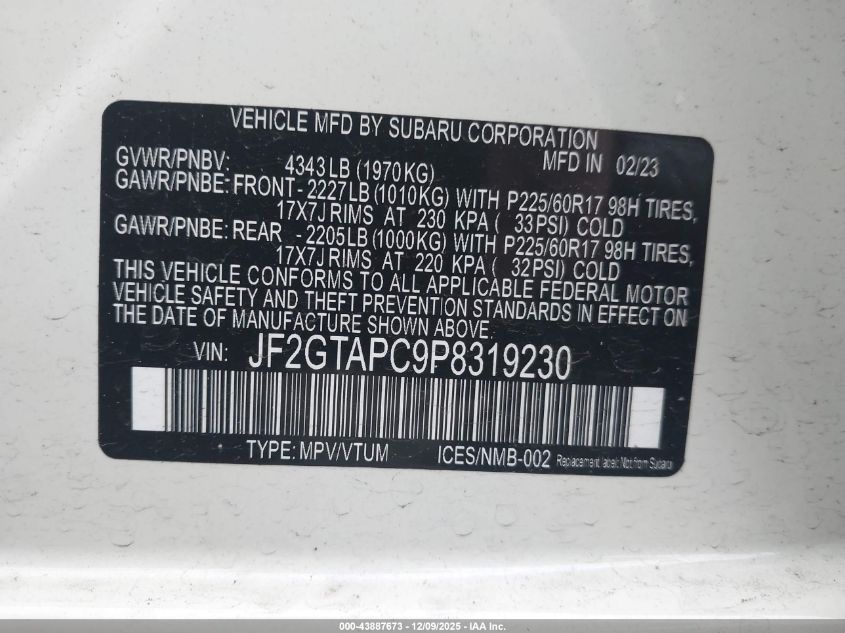 VEHICLE MFD BY SUBARU CORPORATION
GVWR/PNBV: 4343 LB (1970 KG) MFD IN 02/23
GAWR/PNBE: FRONT - 2227LB (1010KG) WITH P225/60R17 98H TIRES,
17X7J RIMS AT 230 KPA ( 33PSI) COLD
GAWR/PNBE: REAR - 2205LB (1000KG) WITH P225/60R17 98H TIRES,
17X7J RIMS AT 220 KPA ( 32PSI) COLD
THIS VEHICLE CONFORMS TO ALL APPLICABLE FEDERAL MOTOR
VEHICLE SAFETY AND THEFT PREVENTION STANDARDS IN EFFECT ON
THE DATE OF MANUFACTURE SHOWN ABOVE.
VIN: JF2GTAPC9P8319230
TYPE: MPV/VTUM ICES/NMB-002 Replacement label: Not from Subaru
000-43887673 - 12/09/2025 - IAA Inc.